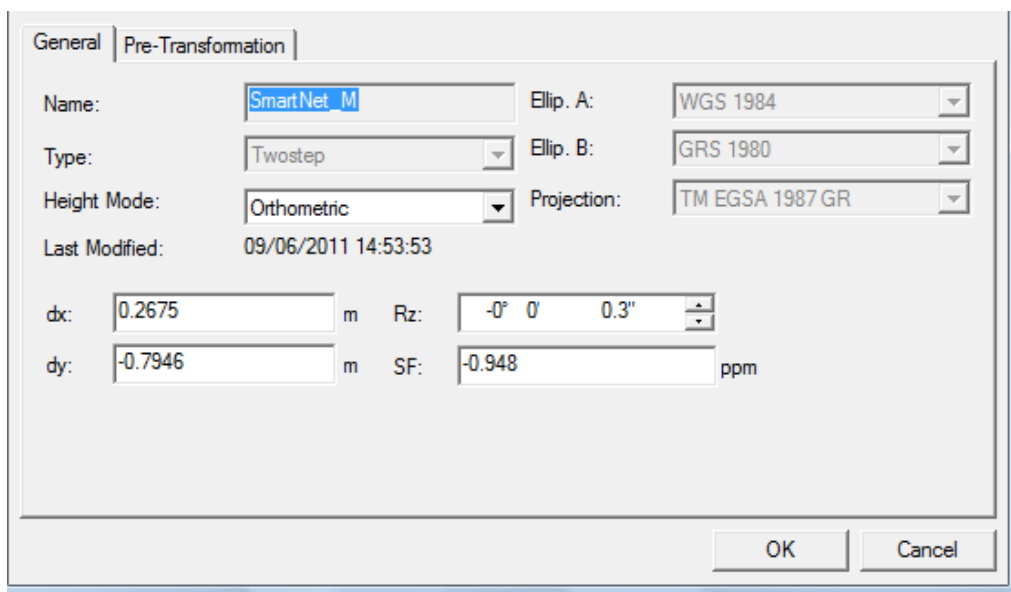 General Pre-Transformation
Name: SmartNet_M Ellip. A: WGS 1984
Type: Twostep Ellip. B: GRS 1980
Height Mode: Orthometric Projection: TM EGSA 1987 GR
Last Modified: 09/06/2011 14:53:53
dx: 0.2675 m Rz: -0° 0' 0.3"
dy: -0.7946 m SF: -0.948 ppm
OK Cancel